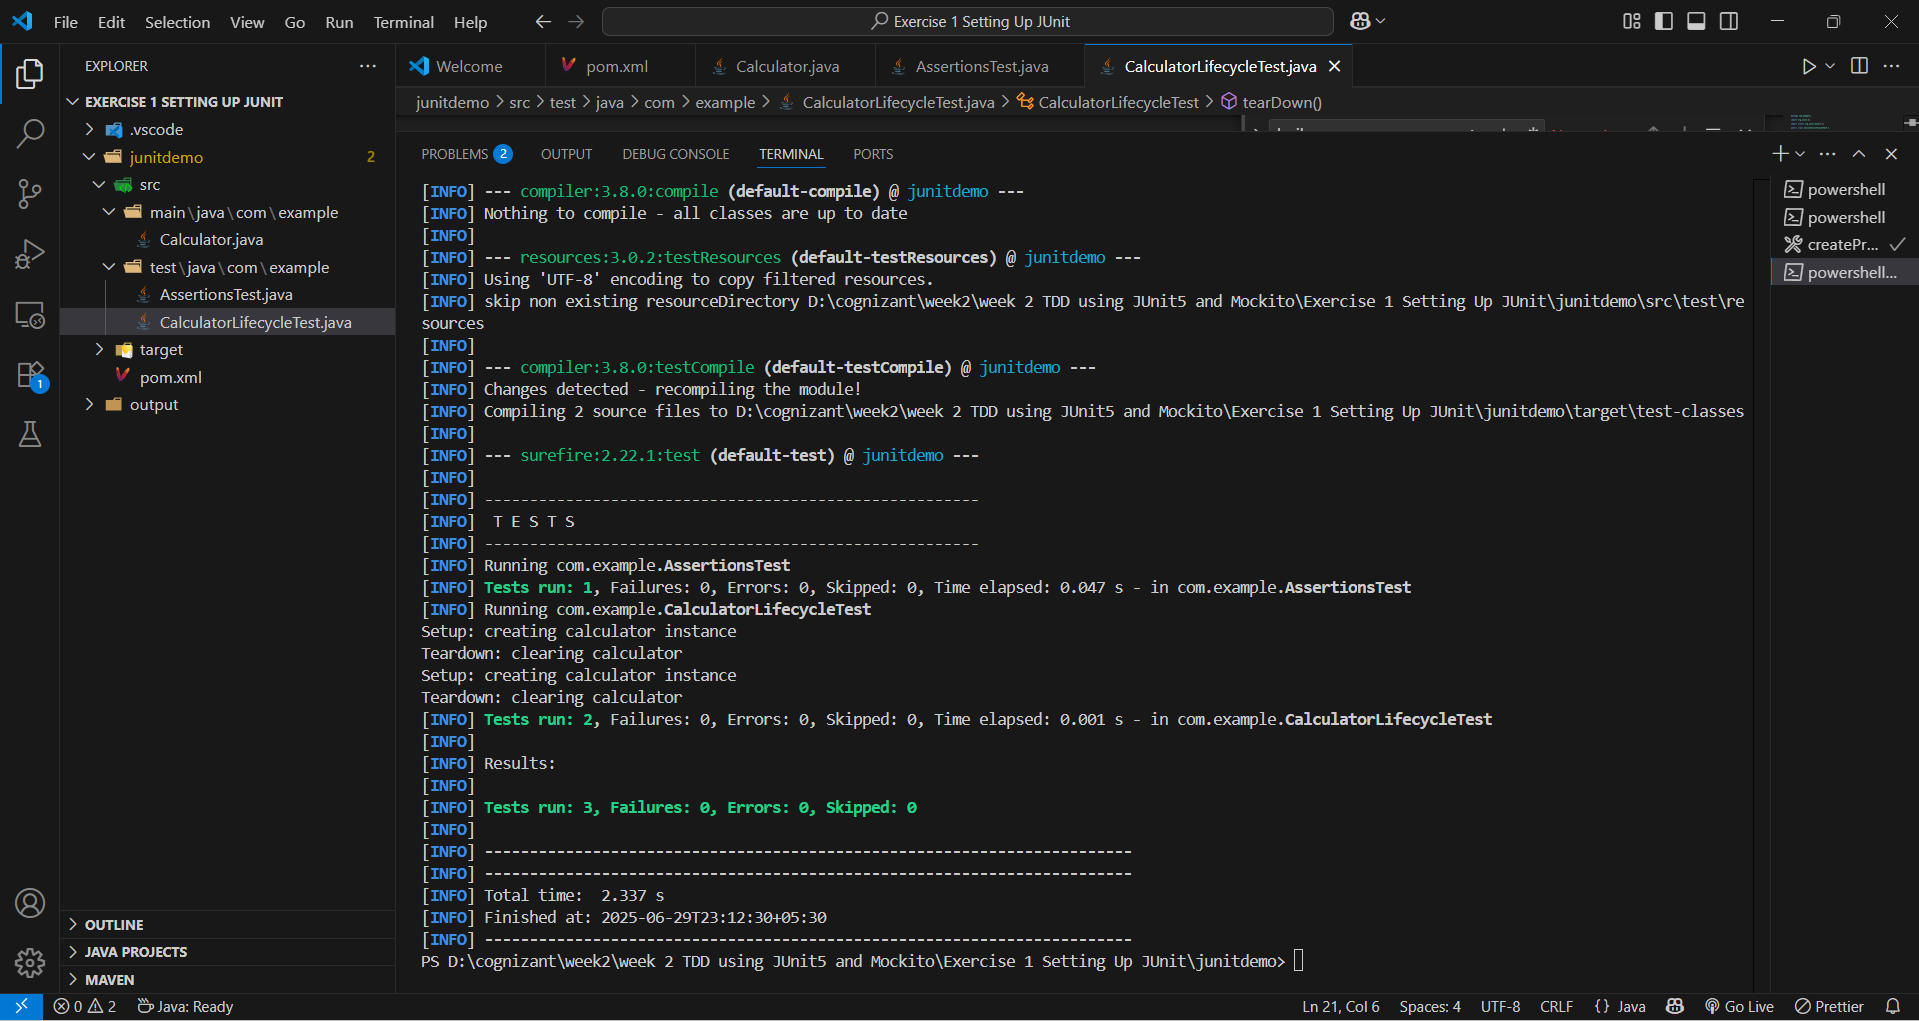 File Edit Selection View Go Run Terminal Help
Exercise 1 Setting Up JUnit
EXPLORER
EXERCISE 1 SETTING UP JUNIT
.vscode
junitdemo 2
src
main\java\com\example
Calculator.java
test\java\com\example
AssertionsTest.java
CalculatorLifecycleTest.java
target
pom.xml
output
OUTLINE
JAVA PROJECTS
MAVEN
1
Welcome pom.xml Calculator.java AssertionsTest.java CalculatorLifecycleTest.java
junitdemo > src > test > java > com > example > CalculatorLifecycleTest.java > CalculatorLifecycleTest > tearDown()
PROBLEMS 2 OUTPUT DEBUG CONSOLE TERMINAL PORTS
[INFO] --- compiler:3.8.0:compile (default-compile) @ junitdemo ---
[INFO] Nothing to compile - all classes are up to date
[INFO]
[INFO] --- resources:3.0.2:testResources (default-testResources) @ junitdemo ---
[INFO] Using 'UTF-8' encoding to copy filtered resources.
[INFO] skip non existing resourceDirectory D:\cognizant\week2\week 2 TDD using JUnit5 and Mockito\Exercise 1 Setting Up JUnit\junitdemo\src\test\re
sources
[INFO]
[INFO] --- compiler:3.8.0:testCompile (default-testCompile) @ junitdemo ---
[INFO] Changes detected - recompiling the module!
[INFO] Compiling 2 source files to D:\cognizant\week2\week 2 TDD using JUnit5 and Mockito\Exercise 1 Setting Up JUnit\junitdemo\target\test-classes
[INFO]
[INFO] --- surefire:2.22.1:test (default-test) @ junitdemo ---
[INFO]
[INFO] -------------------------------------------------------
[INFO]  T E S T S
[INFO] -------------------------------------------------------
[INFO] Running com.example.AssertionsTest
[INFO] Tests run: 1, Failures: 0, Errors: 0, Skipped: 0, Time elapsed: 0.047 s - in com.example.AssertionsTest
[INFO] Running com.example.CalculatorLifecycleTest
Setup: creating calculator instance
Teardown: clearing calculator
Setup: creating calculator instance
Teardown: clearing calculator
[INFO] Tests run: 2, Failures: 0, Errors: 0, Skipped: 0, Time elapsed: 0.001 s - in com.example.CalculatorLifecycleTest
[INFO]
[INFO] Results:
[INFO]
[INFO] Tests run: 3, Failures: 0, Errors: 0, Skipped: 0
[INFO]
[INFO] ------------------------------------------------------------------------
[INFO] ------------------------------------------------------------------------
[INFO] Total time:  2.337 s
[INFO] Finished at: 2025-06-29T23:12:30+05:30
[INFO] ------------------------------------------------------------------------
PS D:\cognizant\week2\week 2 TDD using JUnit5 and Mockito\Exercise 1 Setting Up JUnit\junitdemo>
powershell
powershell
createPr...
powershell...
0 2 Java: Ready
Ln 21, Col 6 Spaces: 4 UTF-8 CRLF {} Java Go Live Prettier